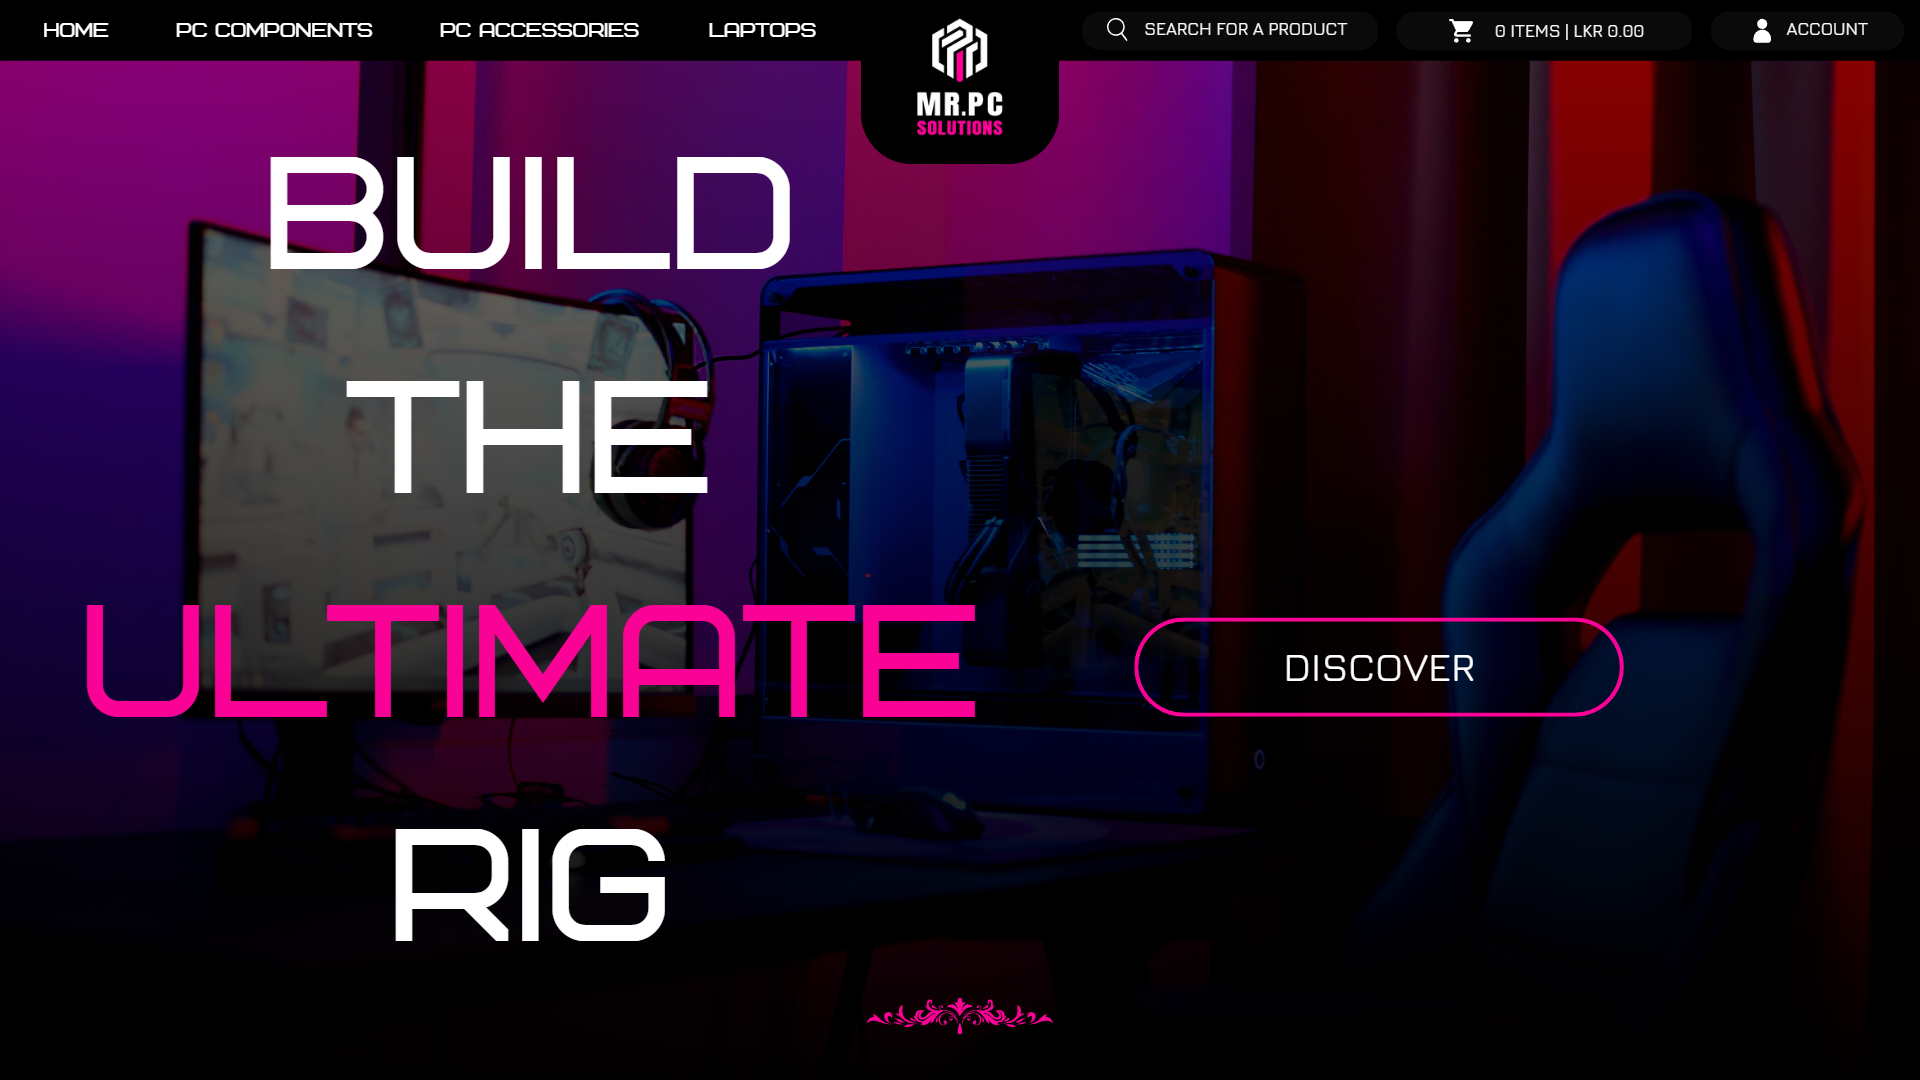 HOME
PC COMPONENTS
PC ACCESSORIES
LAPTOPS
MR.PC
SOLUTIONS
SEARCH FOR A PRODUCT
0 ITEMS | LKR 0.00
ACCOUNT
BUILD
THE
ULTIMATE
RIG
DISCOVER